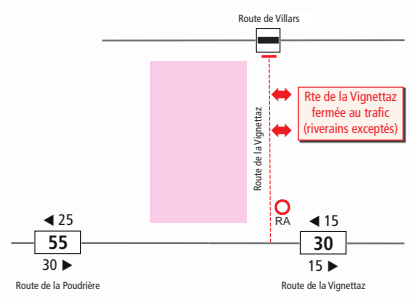 Route de Villars
Rte de la Vignettaz
fermée au trafic
(riverains exceptés)
Route de la Vignettaz
RA
◀ 25
55
30 ▶
◀ 15
30
15 ▶
Route de la Poudrière
Route de la Vignettaz